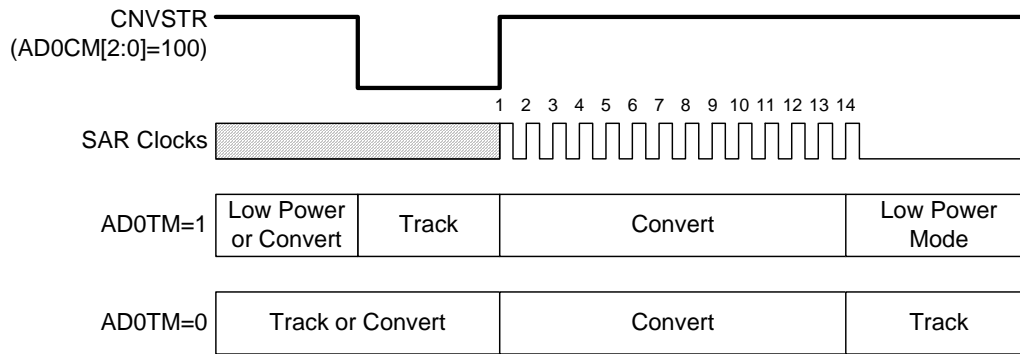 CNVSTR
(AD0CM[2:0]=100)
1 2 3 4 5 6 7 8 9 10 11 12 13 14
SAR Clocks
AD0TM=1
Low Power
or Convert
Track
Convert
Low Power
Mode
AD0TM=0
Track or Convert
Convert
Track